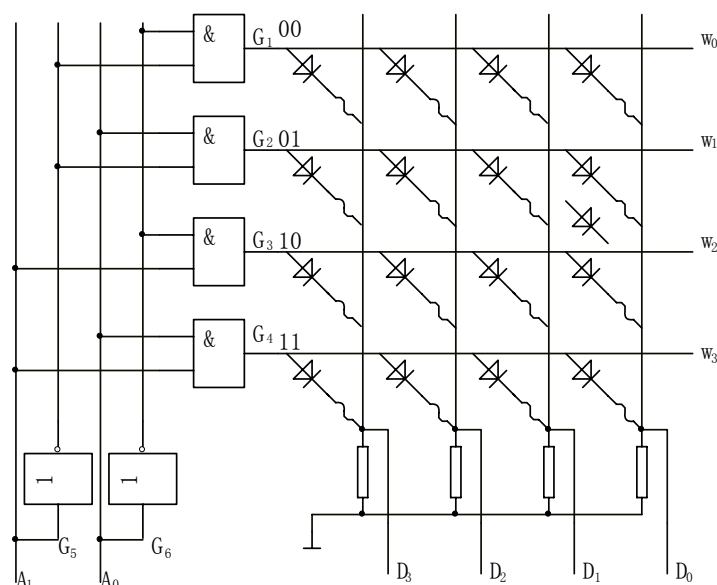 & G₁ 00 W₀
& G₂ 01 W₁
& G₃ 10 W₂
& G₄ 11 W₃
1 1
G₅ G₆
A₁ A₀ D₃ D₂ D₁ D₀